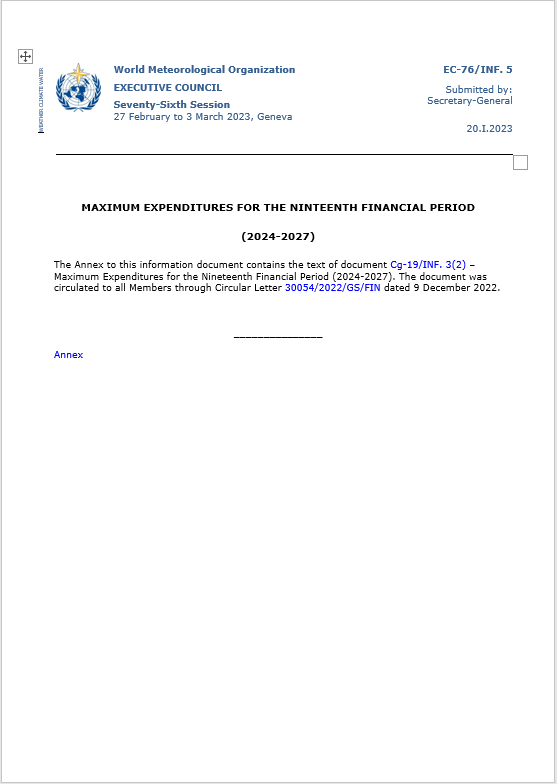 WEATHER CLIMATE WATER
World Meteorological Organization
EXECUTIVE COUNCIL
Seventy-Sixth Session
27 February to 3 March 2023, Geneva
EC-76/INF. 5
Submitted by:
Secretary-General
20.I.2023
MAXIMUM EXPENDITURES FOR THE NINTEENTH FINANCIAL PERIOD
(2024-2027)
The Annex to this information document contains the text of document Cg-19/INF. 3(2) –
Maximum Expenditures for the Nineteenth Financial Period (2024-2027). The document was
circulated to all Members through Circular Letter 30054/2022/GS/FIN dated 9 December 2022.
Annex